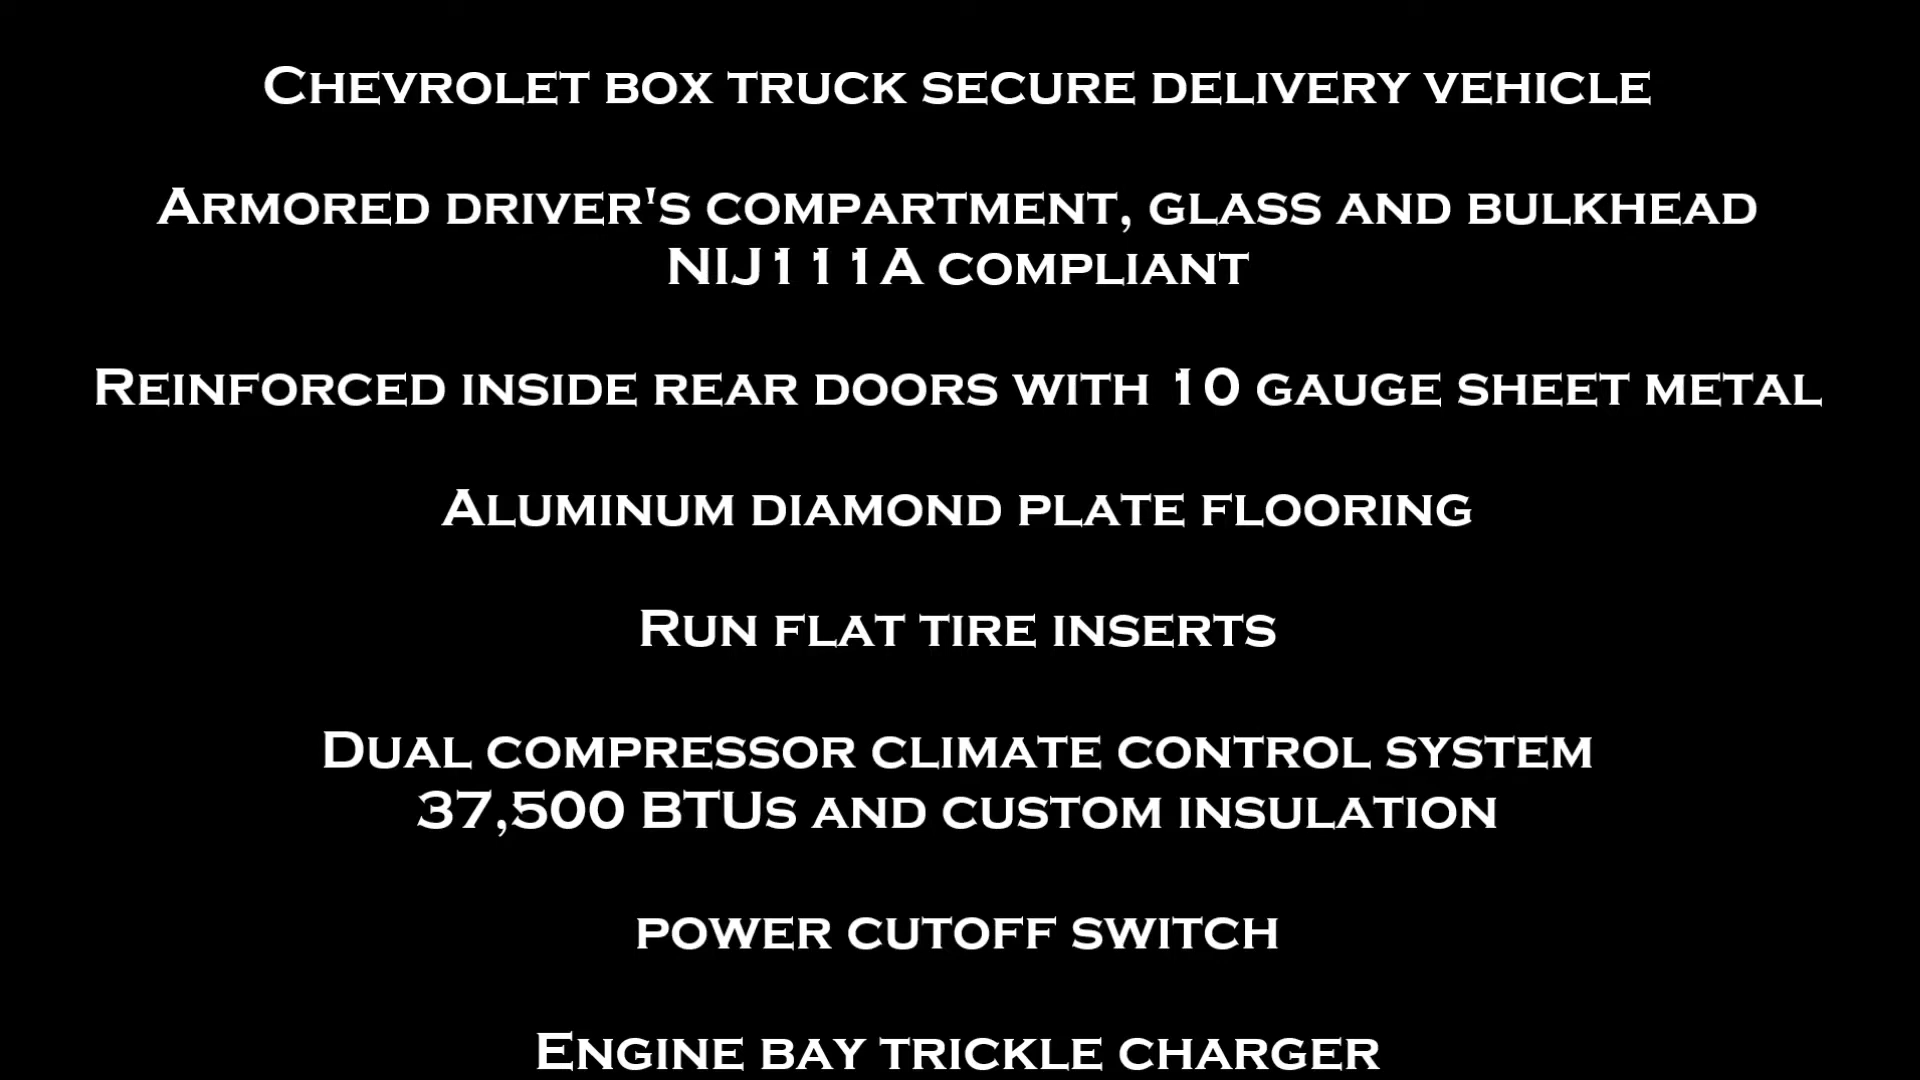 Chevrolet box truck secure delivery vehicle
Armored driver's compartment, glass and bulkhead
NIJ111A compliant
Reinforced inside rear doors with 10 gauge sheet metal
Aluminum diamond plate flooring
Run flat tire inserts
Dual compressor climate control system
37,500 BTUs and custom insulation
power cutoff switch
Engine bay trickle charger